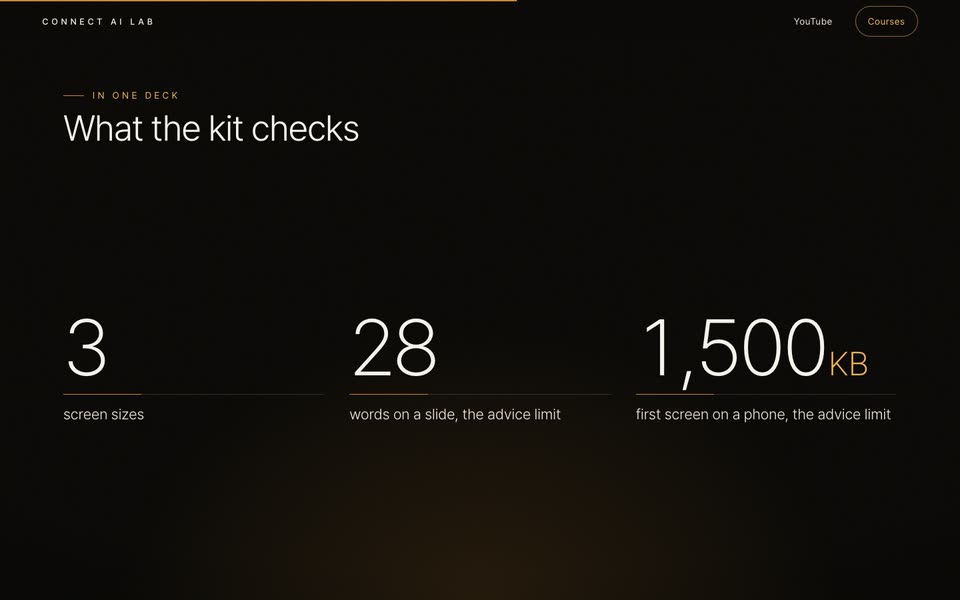 CONNECT AI LAB
YouTube
Courses
IN ONE DECK
What the kit checks
3
screen sizes
28
words on a slide, the advice limit
1,500KB
first screen on a phone, the advice limit